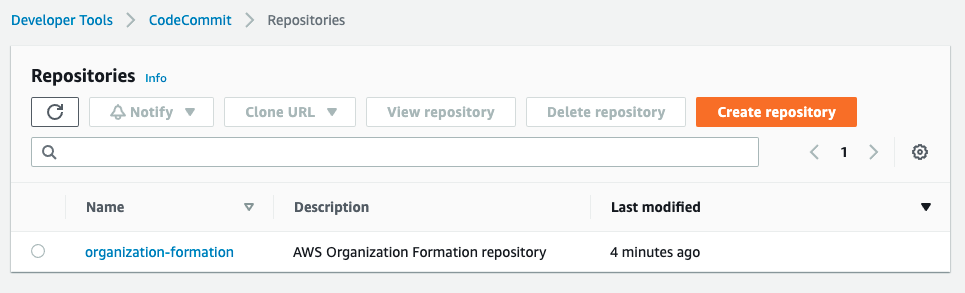 Developer Tools > CodeCommit > Repositories
Repositories Info
Notify Clone URL View repository Delete repository Create repository
1
Name Description Last modified
organization-formation AWS Organization Formation repository 4 minutes ago